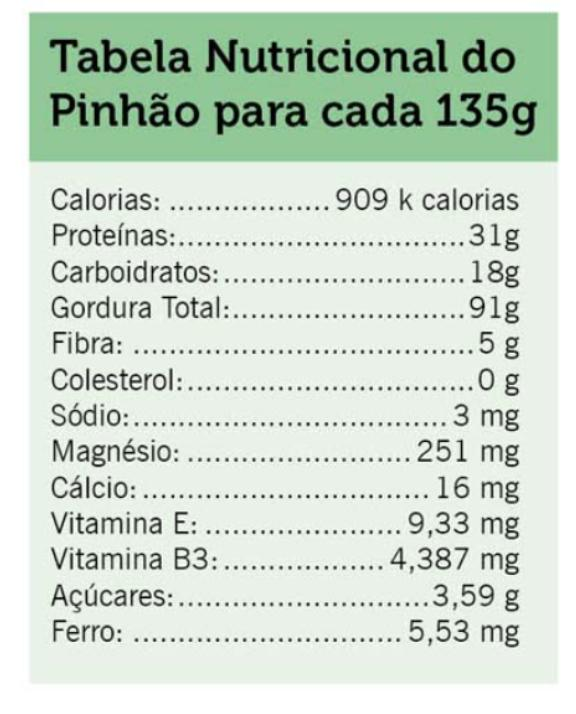 Tabela Nutricional do
Pinhão para cada 135g
Calorias: .................. 909 k calorias
Proteínas:................................31g
Carboidratos:...........................18g
Gordura Total:..........................91g
Fibra: ......................................5 g
Colesterol:................................0 g
Sódio:................................... 3 mg
Magnésio: ......................... 251 mg
Cálcio:................................ 16 mg
Vitamina E: ...................... 9,33 mg
Vitamina B3:.................. 4,387 mg
Açúcares:............................3,59 g
Ferro: .............................. 5,53 mg